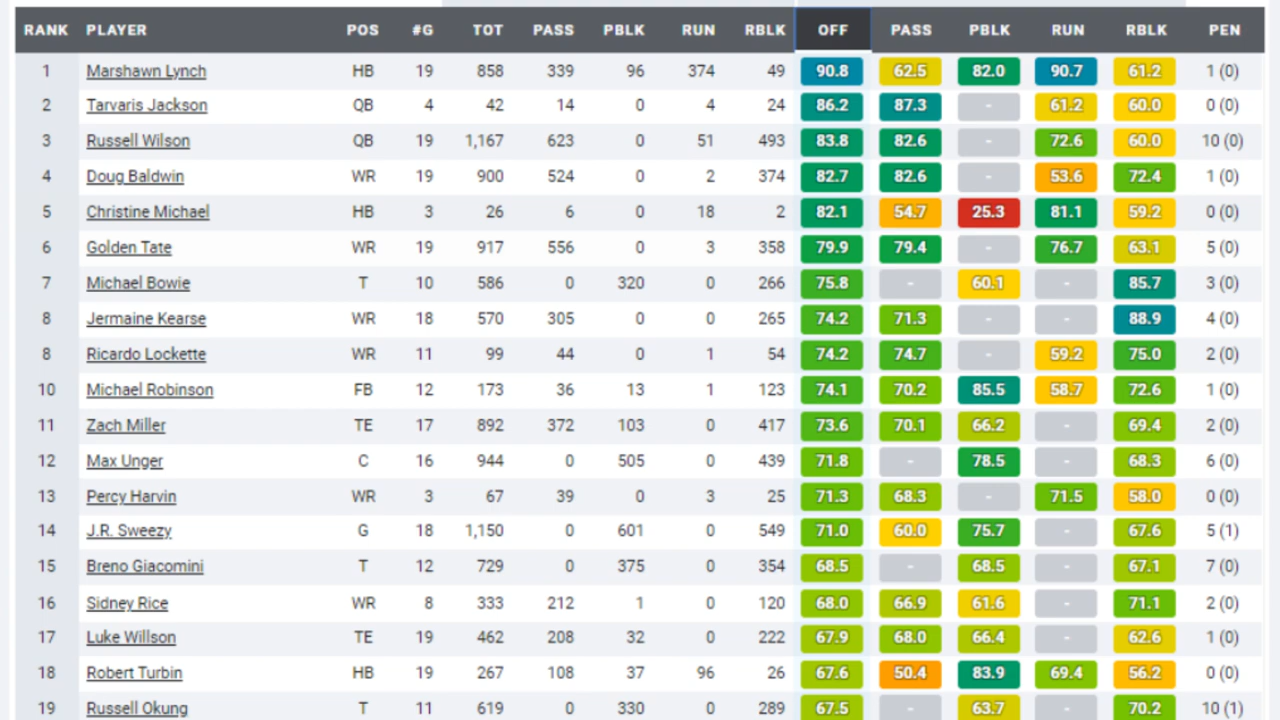 RANK PLAYER POS #G TOT PASS PBLK RUN RBLK OFF PASS PBLK RUN RBLK PEN
1 Marshawn Lynch HB 19 858 339 96 374 49 90.8 62.5 82.0 90.7 61.2 1 (0)
2 Tarvaris Jackson QB 4 42 14 0 4 24 86.2 87.3 - 61.2 60.0 0 (0)
3 Russell Wilson QB 19 1,167 623 0 51 493 83.8 82.6 - 72.6 60.0 10 (0)
4 Doug Baldwin WR 19 900 524 0 2 374 82.7 82.6 - 53.6 72.4 1 (0)
5 Christine Michael HB 3 26 6 0 18 2 82.1 54.7 25.3 81.1 59.2 0 (0)
6 Golden Tate WR 19 917 556 0 3 358 79.9 79.4 - 76.7 63.1 5 (0)
7 Michael Bowie T 10 586 0 320 0 266 75.8 - 60.1 - 85.7 3 (0)
8 Jermaine Kearse WR 18 570 305 0 0 265 74.2 71.3 - - 88.9 4 (0)
8 Ricardo Lockette WR 11 99 44 0 1 54 74.2 74.7 - 59.2 75.0 2 (0)
10 Michael Robinson FB 12 173 36 13 1 123 74.1 70.2 85.5 58.7 72.6 1 (0)
11 Zach Miller TE 17 892 372 103 0 417 73.6 70.1 66.2 - 69.4 2 (0)
12 Max Unger C 16 944 0 505 0 439 71.8 - 78.5 - 68.3 6 (0)
13 Percy Harvin WR 3 67 39 0 3 25 71.3 68.3 - 71.5 58.0 0 (0)
14 J.R. Sweezy G 18 1,150 0 601 0 549 71.0 60.0 75.7 - 67.6 5 (1)
15 Breno Giacomini T 12 729 0 375 0 354 68.5 - 68.5 - 67.1 7 (0)
16 Sidney Rice WR 8 333 212 1 0 120 68.0 66.9 61.6 - 71.1 2 (0)
17 Luke Willson TE 19 462 208 32 0 222 67.9 68.0 66.4 - 62.6 1 (0)
18 Robert Turbin HB 19 267 108 37 96 26 67.6 50.4 83.9 69.4 56.2 0 (0)
19 Russell Okung T 11 619 0 330 0 289 67.5 - 63.7 - 70.2 10 (1)